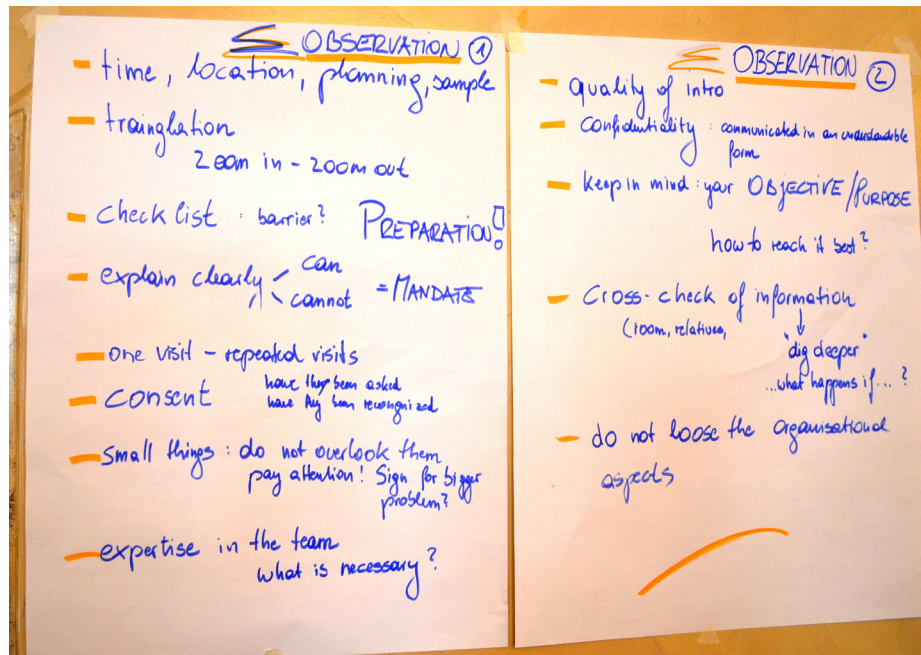 OBSERVATION 1
- time, location, planning, sample
- trainglation
zoom in - zoom out
- check list : barrier? PREPARATION!
- explain clearly can
cannot = MANDATE
- one visit - repeated visits
- consent have they been asked
have they been recongnized
- small things : do not overlook them
pay attention! Sign for bigger
problem?
- expertise in the team
what is necessary?
OBSERVATION 2
- quality of intro
- confidentiality : communicated in an understandible
form
- keep in mind : your OBJECTIVE/PURPOSE
how to reach it best?
- Cross-check of information
(room, relatives,
"dig deeper"
...what happens if... ?
- do not loose the organisational
aspects